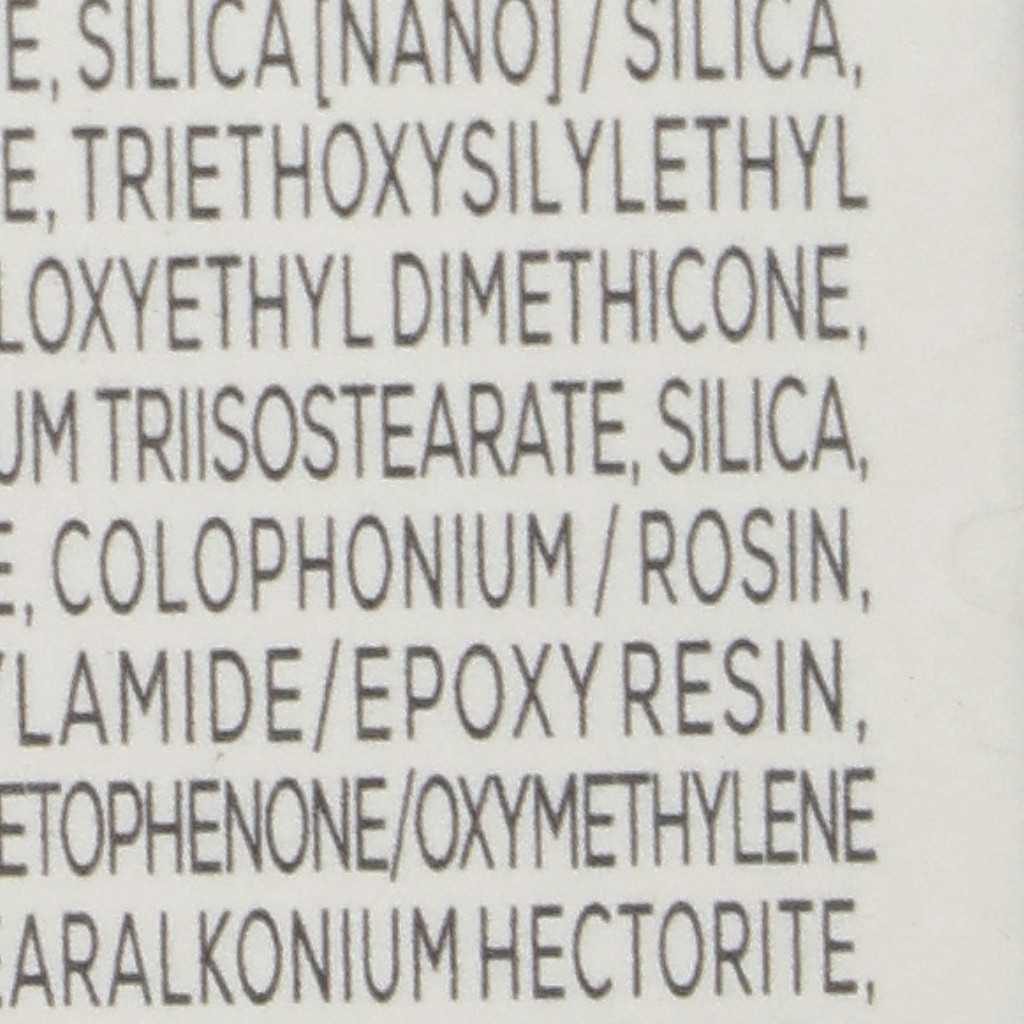 E, SILICA [NANO] / SILICA,
E, TRIETHOXYSILYLETHYL
LOXYETHYL DIMETHICONE,
UM TRIISOSTEARATE, SILICA,
E, COLOPHONIUM / ROSIN,
YLAMIDE/EPOXY RESIN,
ETOPHENONE/OXYMETHYLENE
EARALKONIUM HECTORITE,